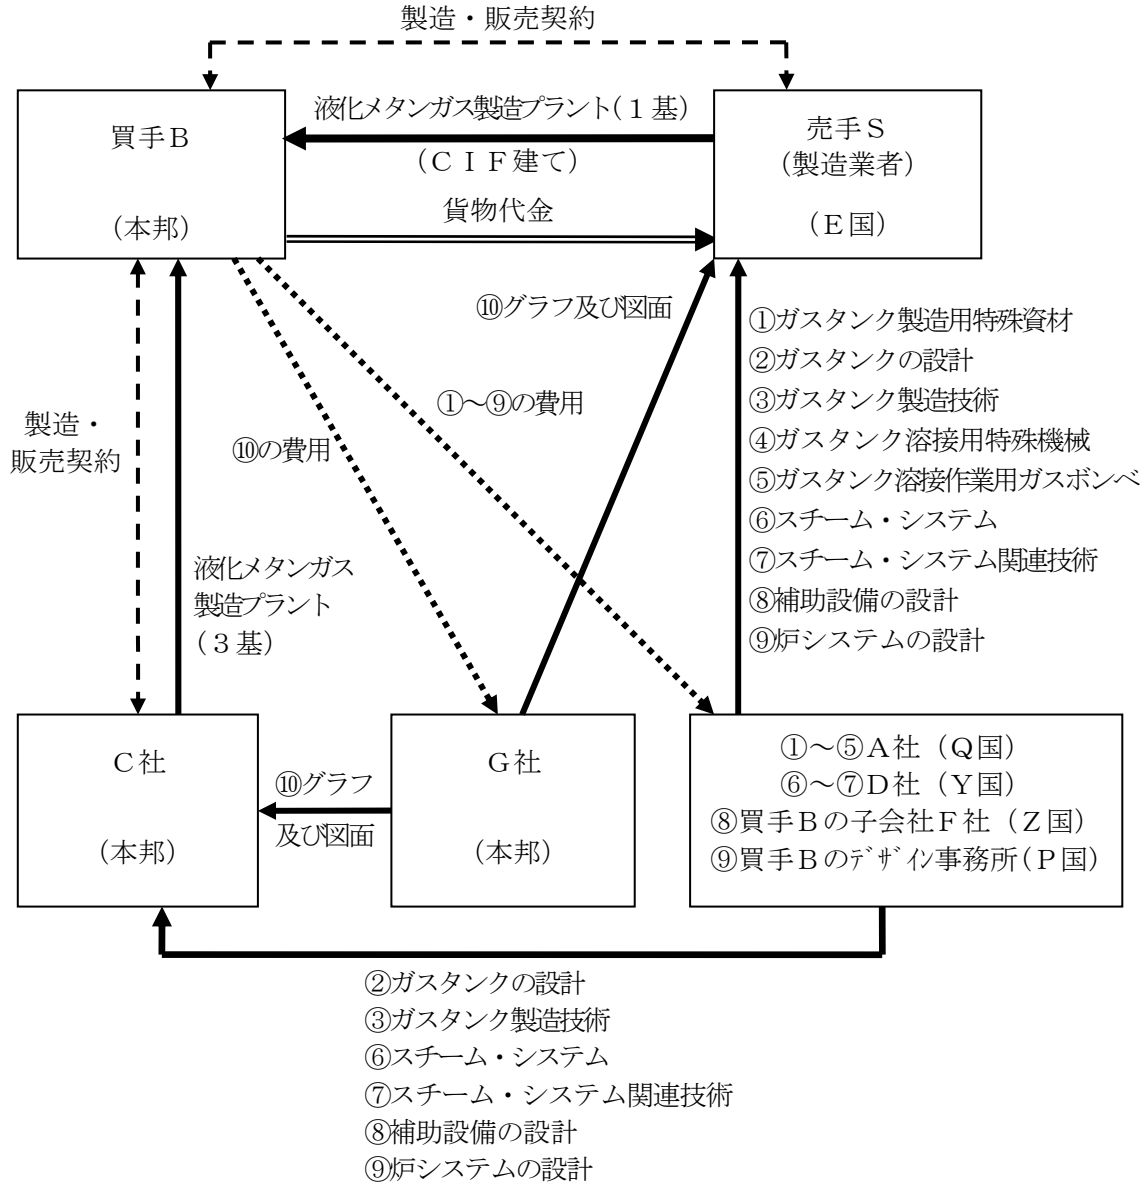 製造・販売契約
買手B
(本邦)
液化メタンガス製造プラント(1基)
(CIF建て)
貨物代金
売手S
(製造業者)
(E国)
⑩グラフ及び図面
①ガスタンク製造用特殊資材
②ガスタンクの設計
③ガスタンク製造技術
④ガスタンク溶接用特殊機械
⑤ガスタンク溶接作業用ガスボンベ
⑥スチーム・システム
⑦スチーム・システム関連技術
⑧補助設備の設計
⑨炉システムの設計
①～⑨の費用
⑩の費用
製造・
販売契約
液化メタンガス
製造プラント
(3基)
C社
(本邦)
⑩グラフ
及び図面
G社
(本邦)
①～⑤A社(Q国)
⑥～⑦D社(Y国)
⑧買手Bの子会社F社(Z国)
⑨買手Bのﾃﾞｻﾞｲﾝ事務所(P国)
②ガスタンクの設計
③ガスタンク製造技術
⑥スチーム・システム
⑦スチーム・システム関連技術
⑧補助設備の設計
⑨炉システムの設計